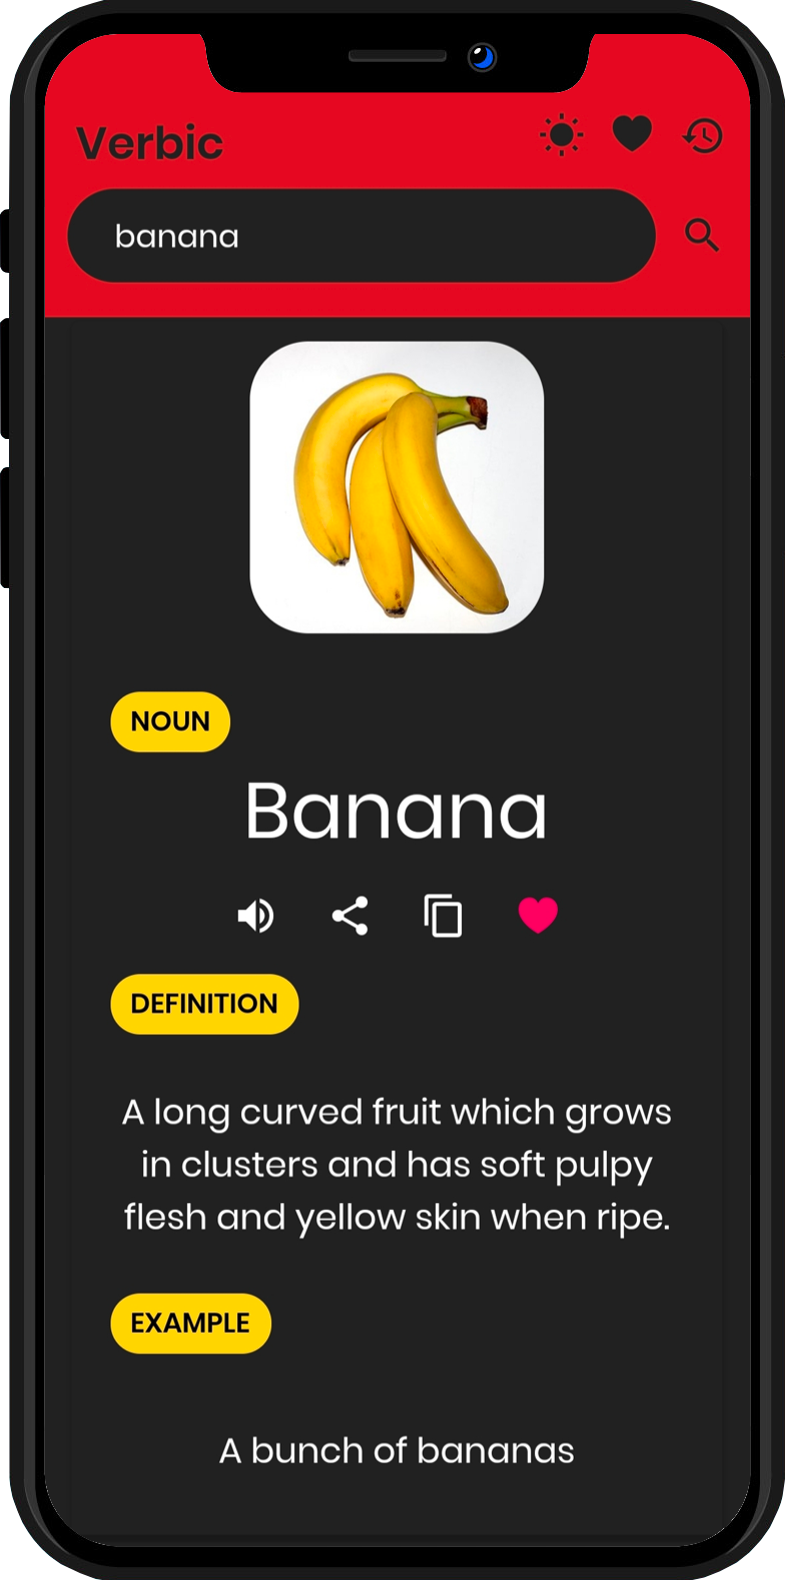 Verbic
banana
NOUN
Banana
DEFINITION
A long curved fruit which grows
in clusters and has soft pulpy
flesh and yellow skin when ripe.
EXAMPLE
A bunch of bananas